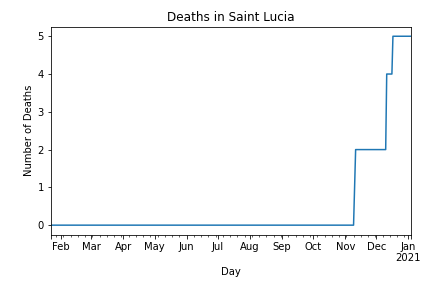 Deaths in Saint Lucia
Number of Deaths
5
4
3
2
1
0
Feb Mar Apr May Jun Jul Aug Sep Oct Nov Dec Jan
2021
Day